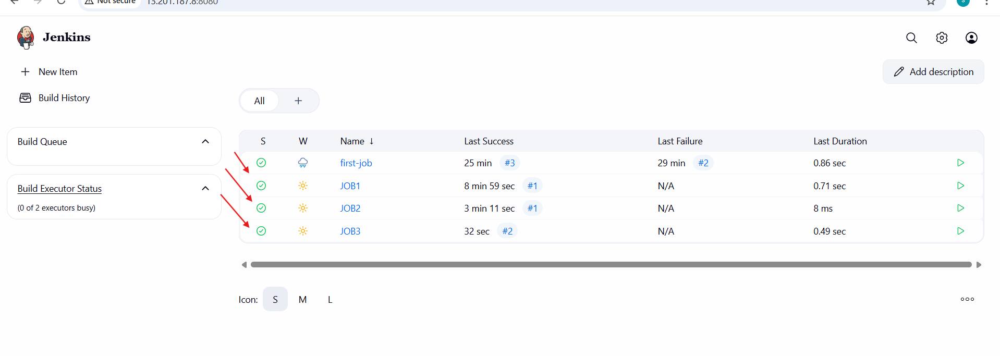 Not secure 13.201.187.8:8080
S
Jenkins
New Item
Add description
Build History
All +
Build Queue
S W Name ↓ Last Success Last Failure Last Duration
first-job 25 min #3 29 min #2 0.86 sec
JOB1 8 min 59 sec #1 N/A 0.71 sec
Build Executor Status
(0 of 2 executors busy)
JOB2 3 min 11 sec #1 N/A 8 ms
JOB3 32 sec #2 N/A 0.49 sec
Icon: S M L